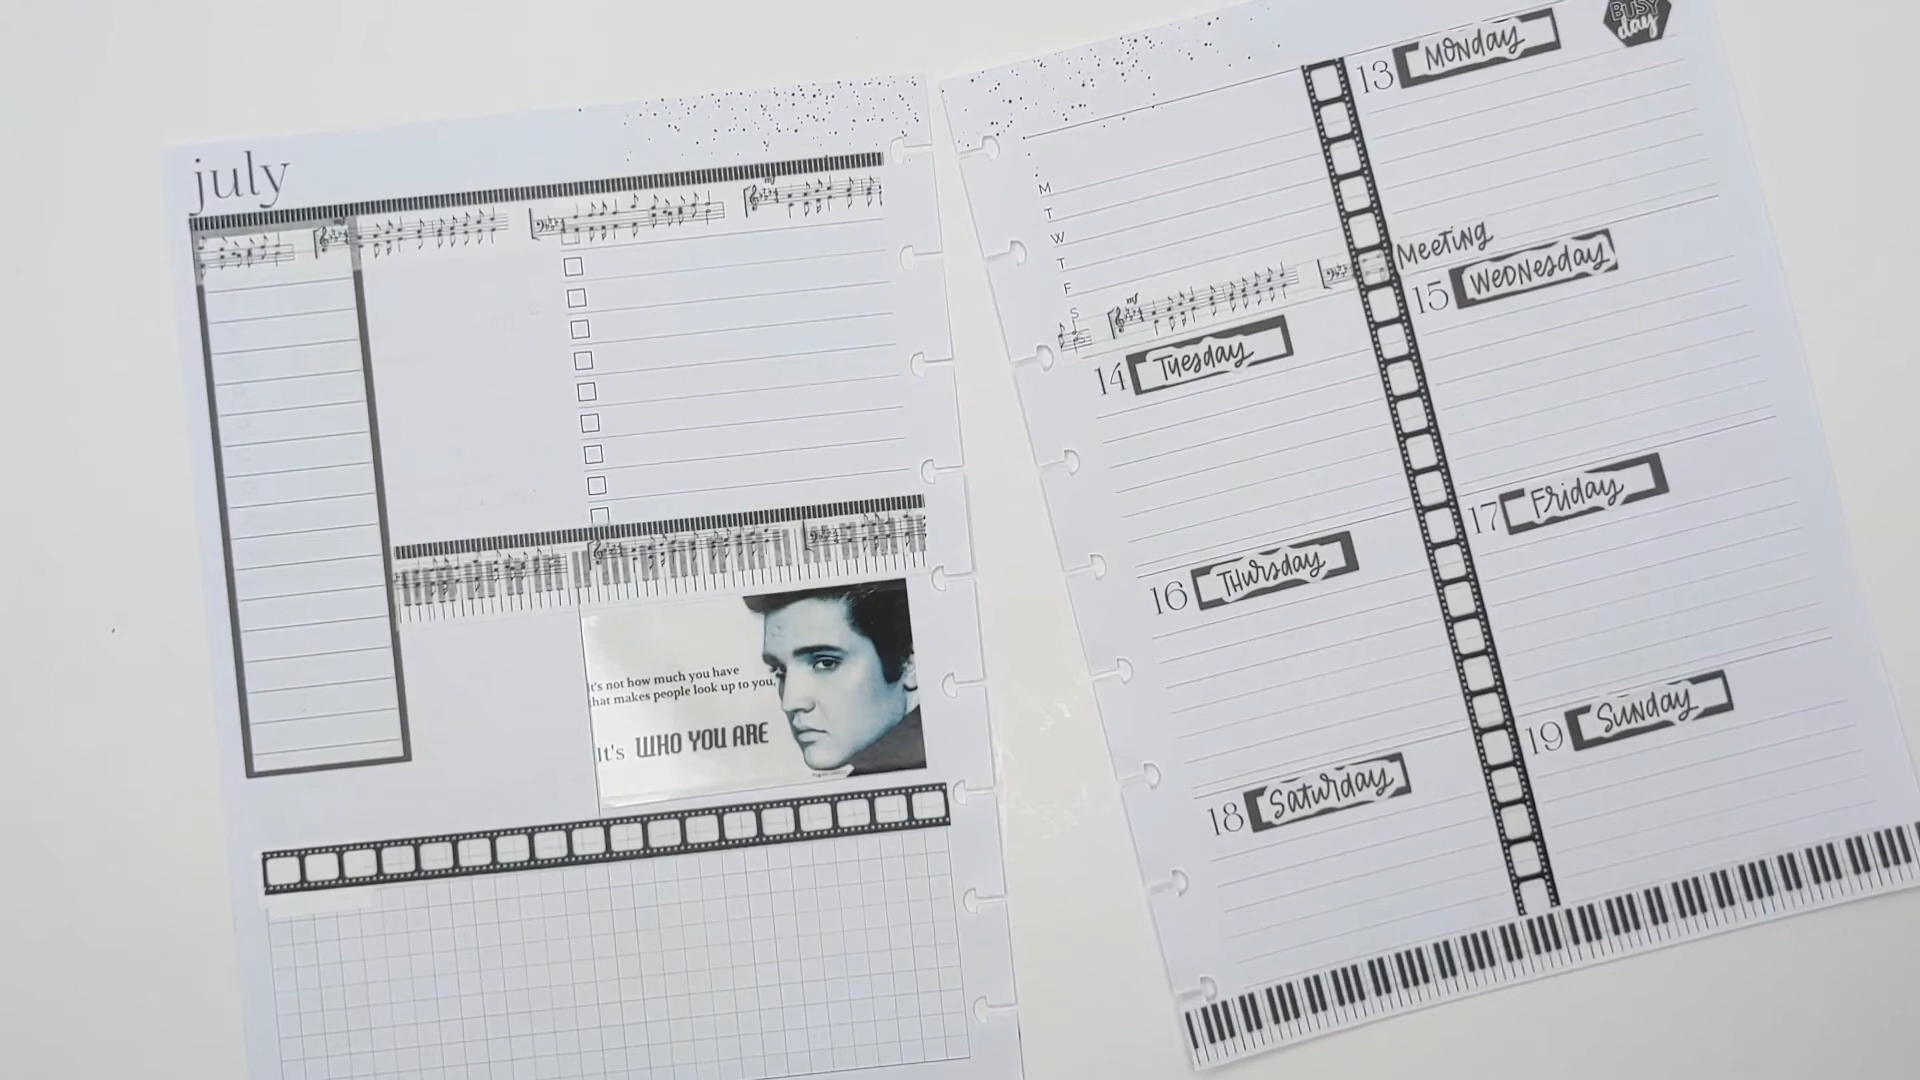 july
It's not how much you have
that makes people look up to you,
It's WHO YOU ARE
BUSY
day
13 MONDAY
M
T
W
T
F
S
Meeting
14 Tuesday
15 WEDNesday
16 THursday
17 FRiday
18 Saturday
19 SUNday